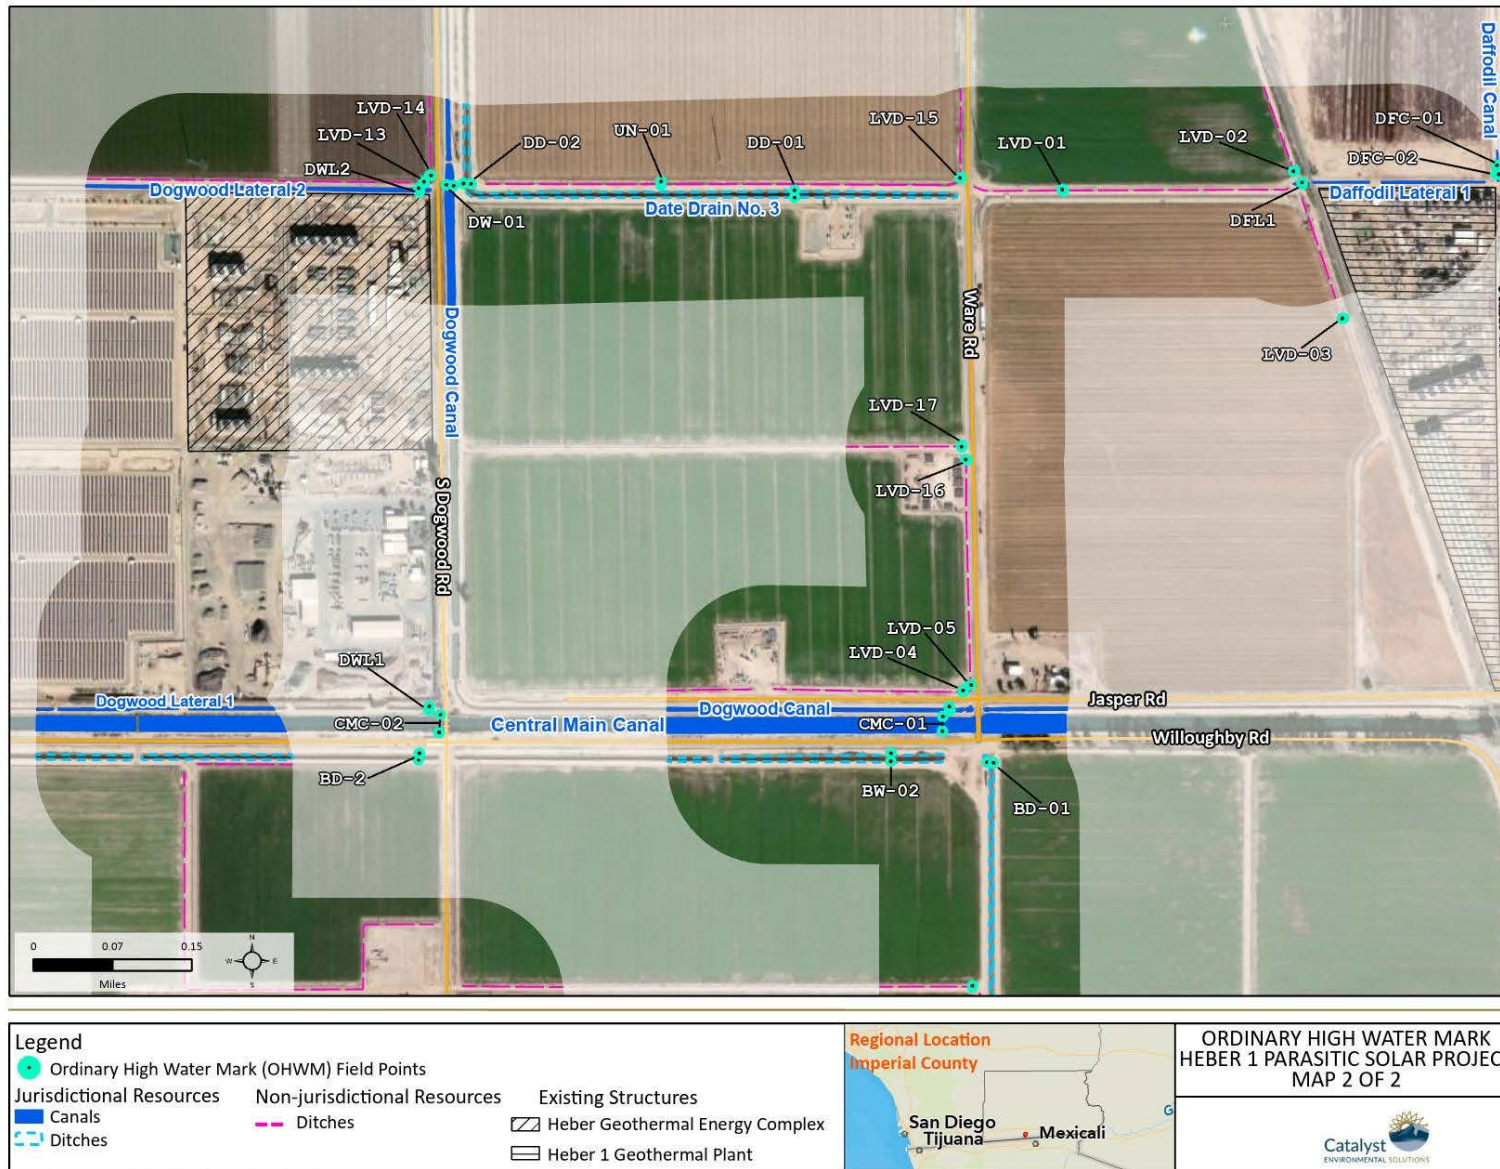 Daffodil Canal
LVD-14
LVD-13
DWL2
Dogwood Lateral 2
DD-02
UN-01
DD-01
LVD-15
LVD-01
LVD-02
DFC-01
DFC-02
DW-01
Date Drain No. 3
DFL1
Daffodil Lateral 1
Dogwood Canal
Ware Rd
LVD-03
LVD-17
LVD-16
S Dogwood Rd
LVD-05
LVD-04
DWL1
Dogwood Lateral 1
CMC-02
Central Main Canal
Dogwood Canal
CMC-01
Jasper Rd
Willoughby Rd
BD-2
BW-02
BD-01
0 0.07 0.15
Miles
N
W E
S
Legend
Ordinary High Water Mark (OHWM) Field Points
Jurisdictional Resources
Canals
Ditches
Non-jurisdictional Resources
Ditches
Existing Structures
Heber Geothermal Energy Complex
Heber 1 Geothermal Plant
Regional Location
Imperial County
G
San Diego
Tijuana
Mexicali
ORDINARY HIGH WATER MARK
HEBER 1 PARASITIC SOLAR PROJEC
MAP 2 OF 2
Catalyst
ENVIRONMENTAL SOLUTIONS